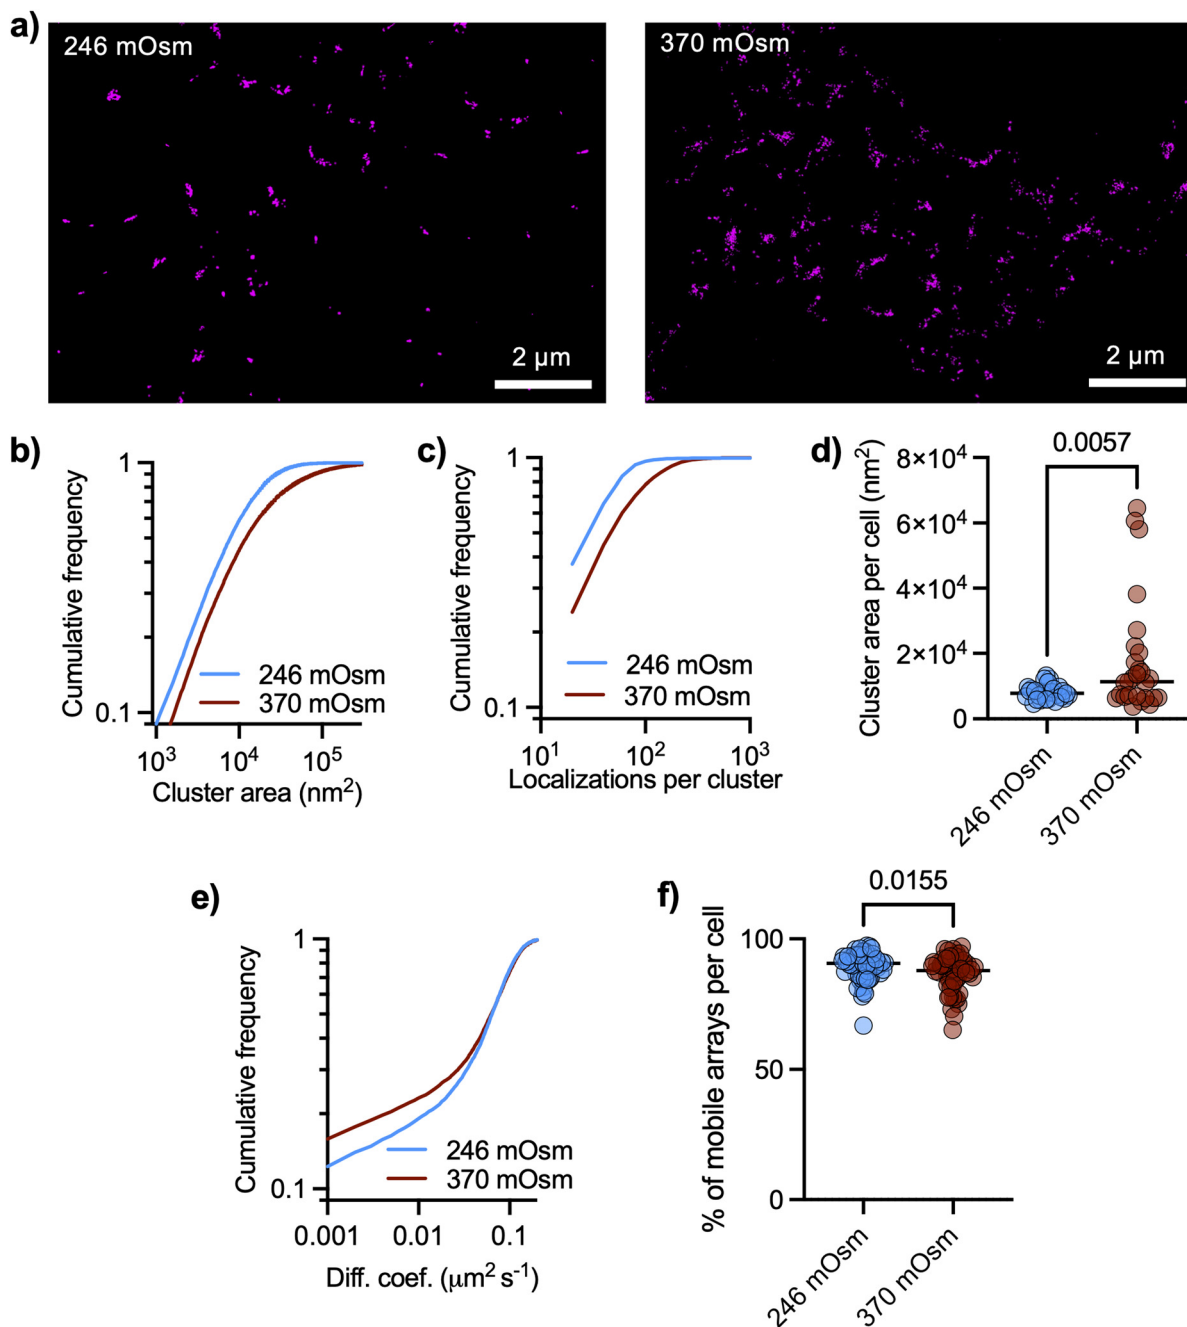 a)
246 mOsm
370 mOsm
2 µm
2 µm
b)
Cumulative frequency
1
0.1
10³
10⁴
10⁵
Cluster area (nm²)
246 mOsm
370 mOsm
c)
Cumulative frequency
1
0.1
10¹
10²
10³
Localizations per cluster
246 mOsm
370 mOsm
d)
Cluster area per cell (nm²)
8×10⁴
6×10⁴
4×10⁴
2×10⁴
0
0.0057
246 mOsm
370 mOsm
e)
Cumulative frequency
1
0.1
0.001
0.01
0.1
Diff. coef. (µm² s⁻¹)
246 mOsm
370 mOsm
f)
% of mobile arrays per cell
100
50
0
0.0155
246 mOsm
370 mOsm